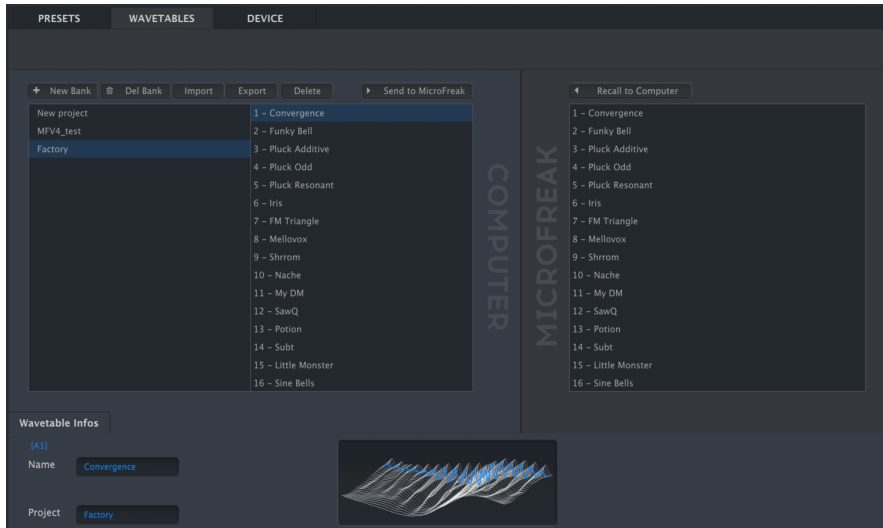 PRESETS WAVETABLES DEVICE
+ New Bank Del Bank Import Export Delete Send to MicroFreak
Recall to Computer
New project
MFV4_test
Factory
1 – Convergence
2 – Funky Bell
3 – Pluck Additive
4 – Pluck Odd
5 – Pluck Resonant
6 – Iris
7 – FM Triangle
8 – Mellovox
9 – Shrrom
10 – Nache
11 – My DM
12 – SawQ
13 – Potion
14 – Subt
15 – Little Monster
16 – Sine Bells
COMPUTER
MICROFREAK
1 – Convergence
2 – Funky Bell
3 – Pluck Additive
4 – Pluck Odd
5 – Pluck Resonant
6 – Iris
7 – FM Triangle
8 – Mellovox
9 – Shrrom
10 – Nache
11 – My DM
12 – SawQ
13 – Potion
14 – Subt
15 – Little Monster
16 – Sine Bells
Wavetable Infos
[A1]
Name Convergence
Project Factory